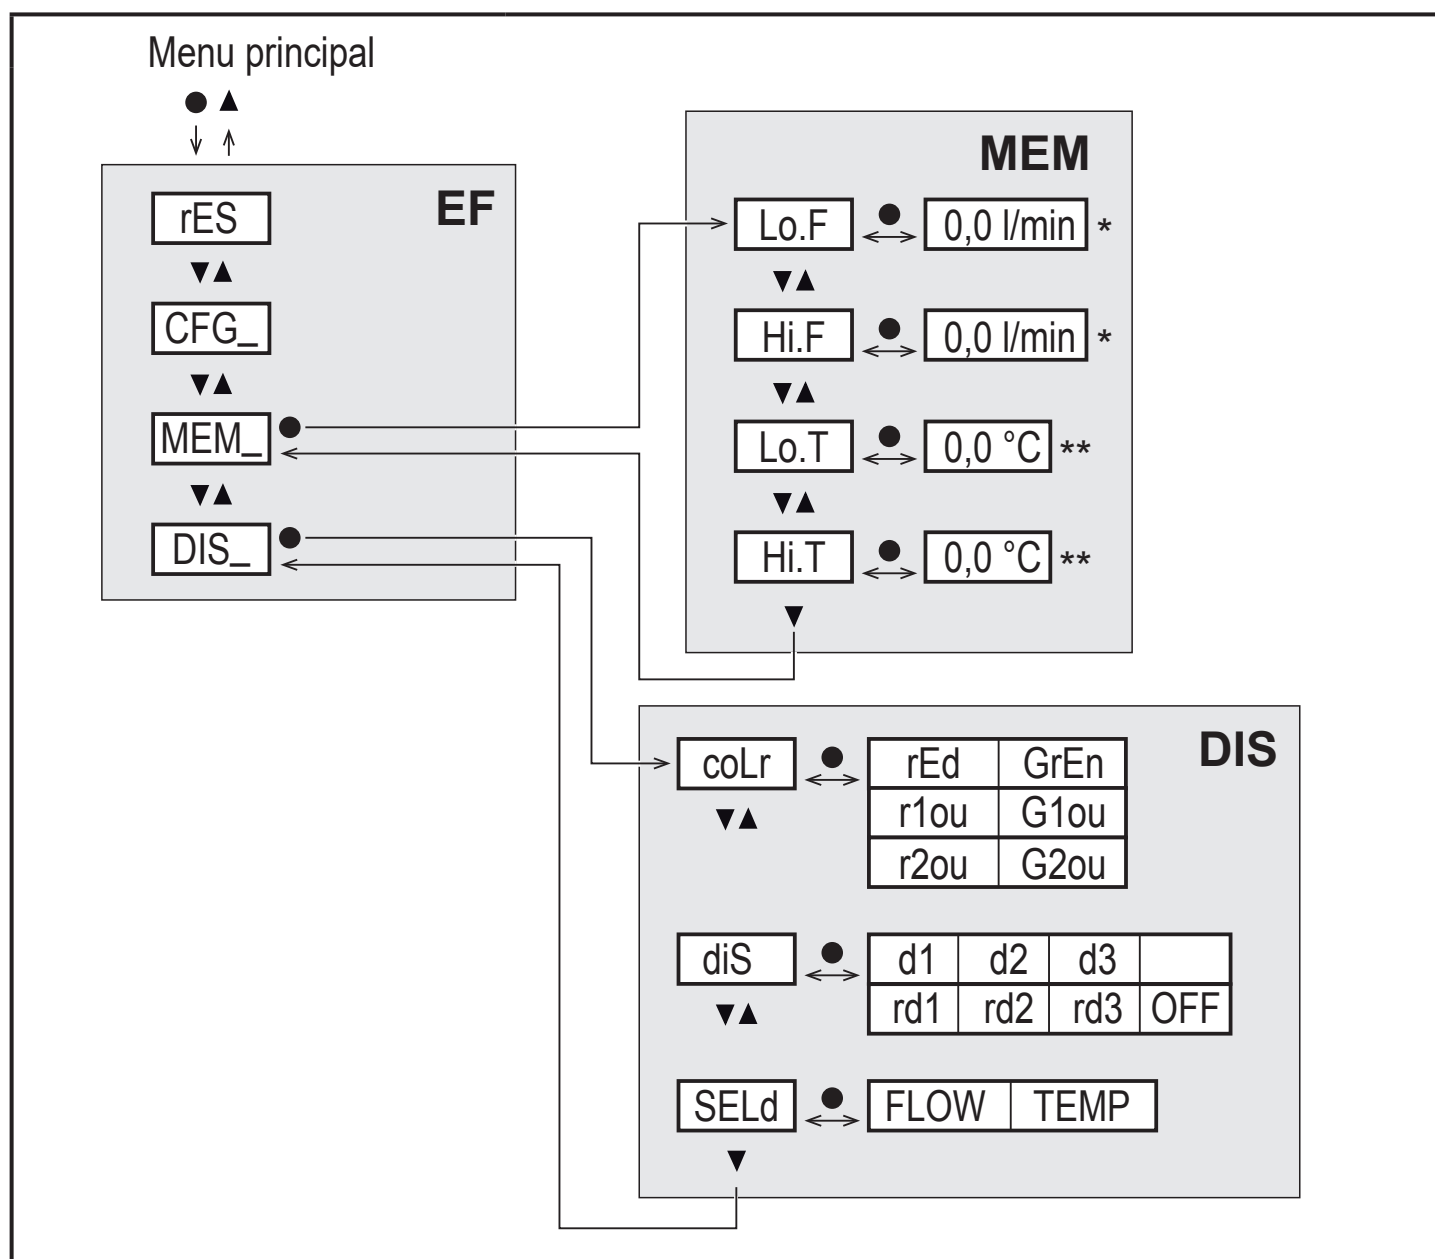 Menu principal
EF
rES
CFG_
MEM_
DIS_
MEM
Lo.F 0,0 l/min *
Hi.F 0,0 l/min *
Lo.T 0,0 °C **
Hi.T 0,0 °C **
DIS
coLr rEd GrEn
r1ou G1ou
r2ou G2ou
diS d1 d2 d3
rd1 rd2 rd3 OFF
SELd FLOW TEMP